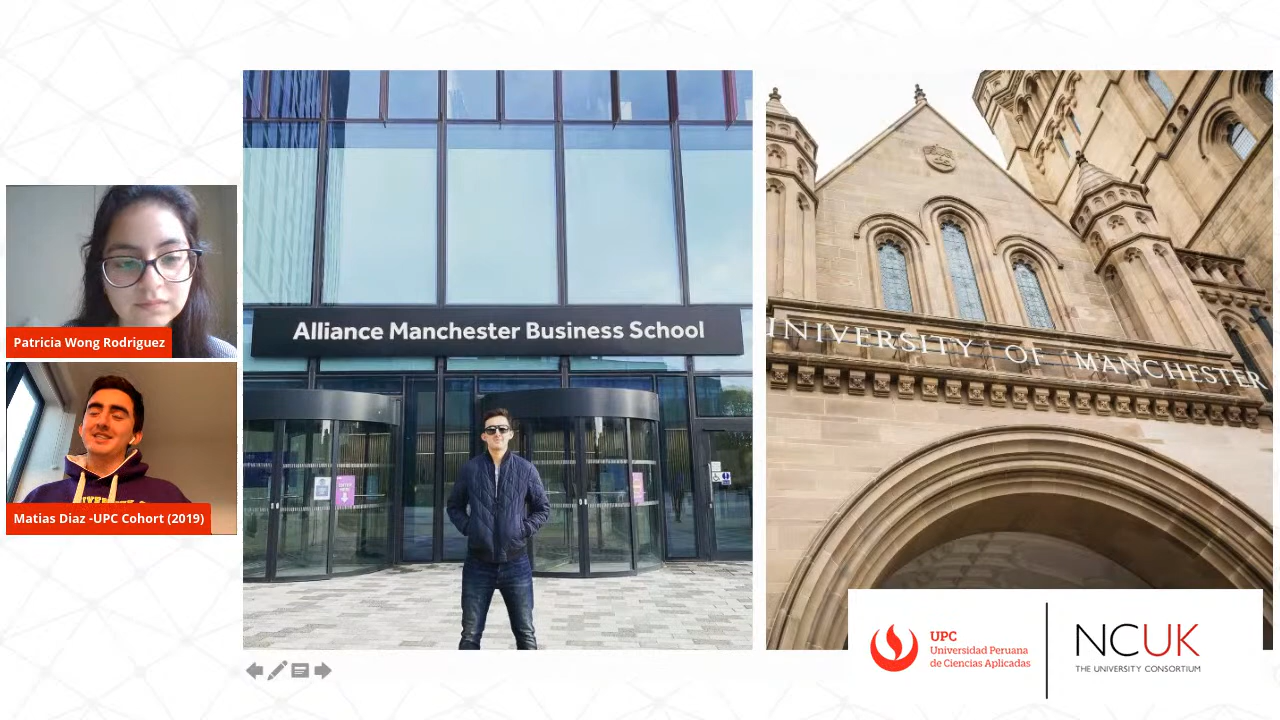 Patricia Wong Rodriguez
Matias Diaz -UPC Cohort (2019)
Alliance Manchester Business School
UNIVERSITY OF MANCHESTER
UPC
Universidad Peruana
de Ciencias Aplicadas
NCUK
THE UNIVERSITY CONSORTIUM